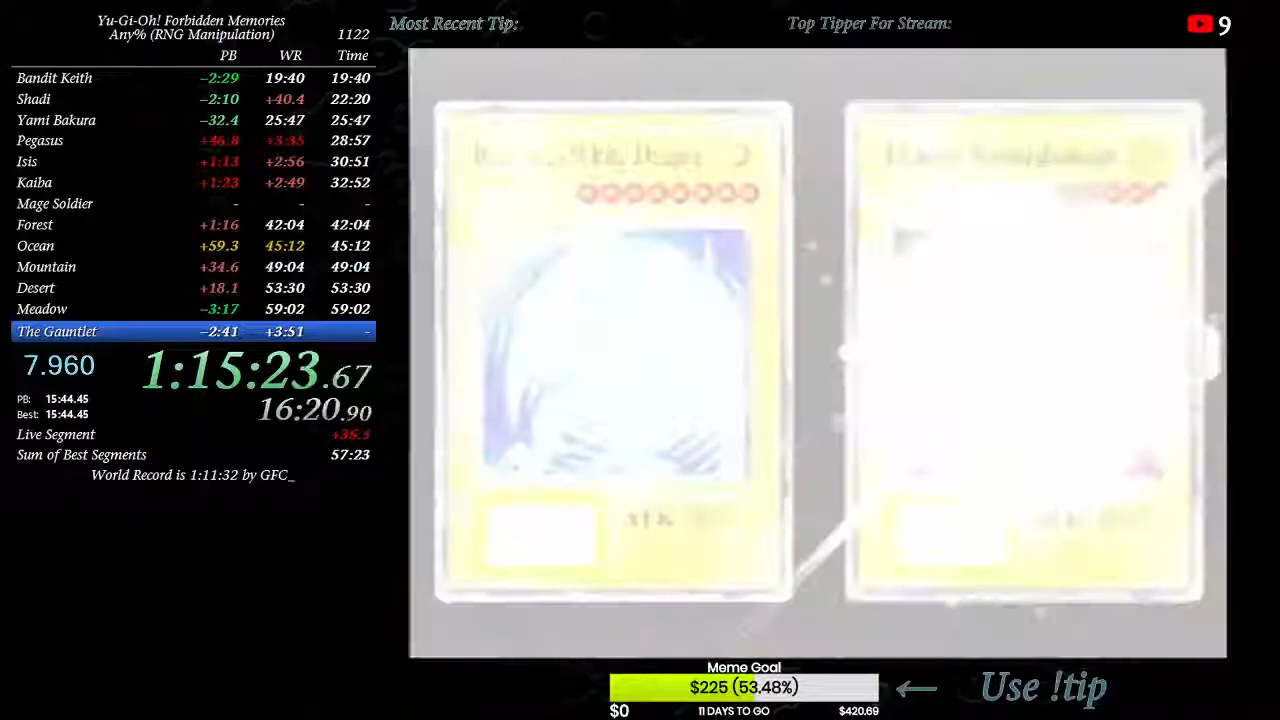 Yu-Gi-Oh! Forbidden Memories
Any% (RNG Manipulation) 1122
PB WR Time
Bandit Keith −2:29 19:40 19:40
Shadi −2:10 +40.4 22:20
Yami Bakura −32.4 25:47 25:47
Pegasus +46.8 +3:35 28:57
Isis +1:13 +2:56 30:51
Kaiba +1:23 +2:49 32:52
Mage Soldier - - -
Forest +1:16 42:04 42:04
Ocean +59.3 45:12 45:12
Mountain +34.6 49:04 49:04
Desert +18.1 53:30 53:30
Meadow −3:17 59:02 59:02
The Gauntlet −2:41 +3:51 -
7.960 1:15:23.67
PB: 15:44.45
Best: 15:44.45
16:20.90
Live Segment
Sum of Best Segments 57:23
World Record is 1:11:32 by GFC_
Most Recent Tip:
Top Tipper For Stream:
9
ATK
Meme Goal
$225 (53.48%)
$0 11 DAYS TO GO $420.69
← Use !tip